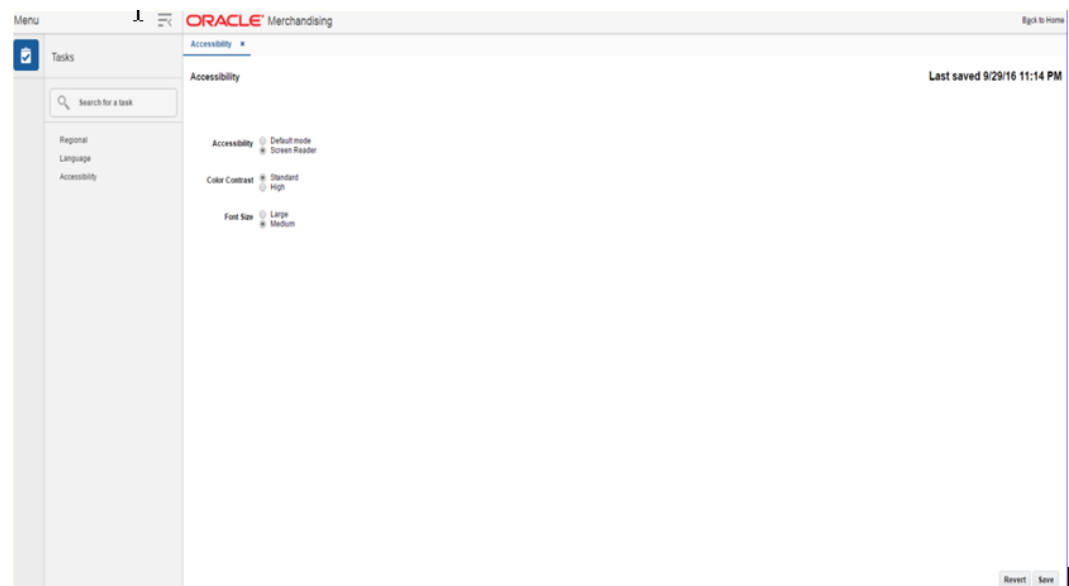 Menu
ORACLE' Merchandising
Back to Home
Tasks
Search for a task
Regional
Language
Accessibility
Accessibility ×
Accessibility
Last saved 9/29/16 11:14 PM
Accessibility
Default mode
Screen Reader
Color Contrast
Standard
High
Font Size
Large
Medium
Revert Save